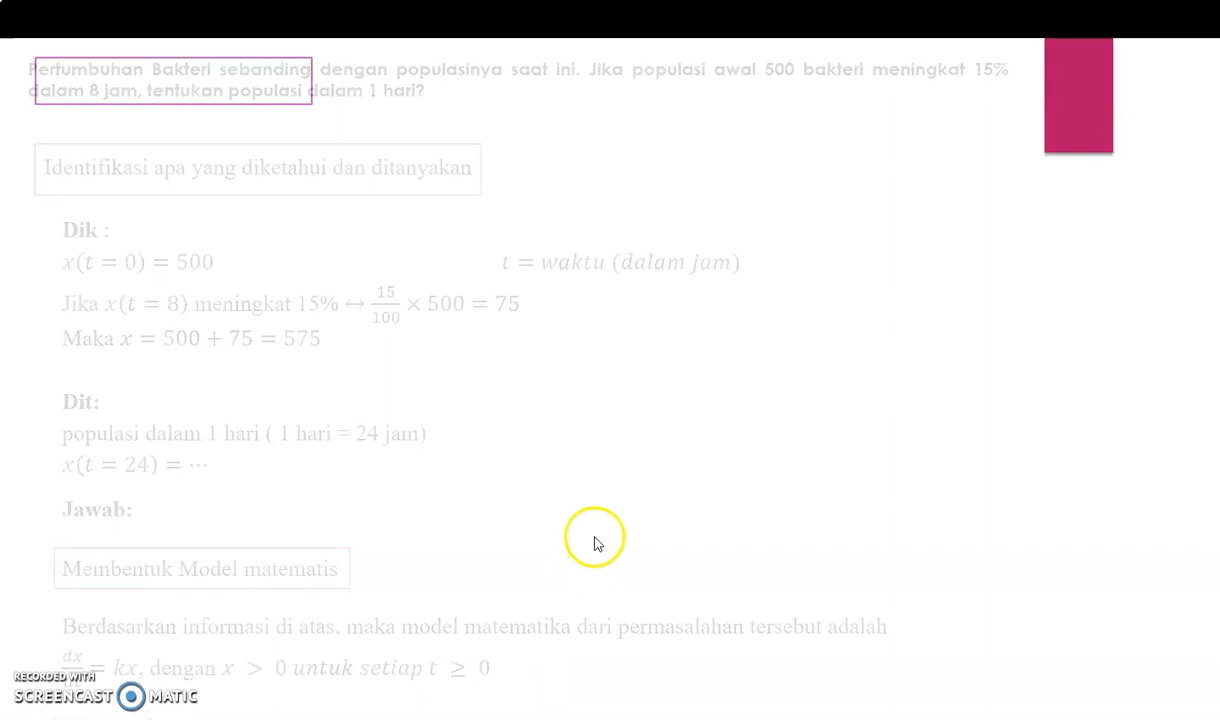 Pertumbuhan Bakteri sebanding dengan populasinya saat ini. Jika populasi awal 500 bakteri meningkat 15%
dalam 8 jam, tentukan populasi dalam 1 hari?
Identifikasi apa yang diketahui dan ditanyakan
Dik :
x(t = 0) = 500 t = waktu (dalam jam)
Jika x(t = 8) meningkat 15% ↔ 15/100 × 500 = 75
Maka x = 500 + 75 = 575
Dit:
populasi dalam 1 hari ( 1 hari = 24 jam)
x(t = 24) = ⋯
Jawab:
Membentuk Model matematis
Berdasarkan informasi di atas, maka model matematika dari permasalahan tersebut adalah
dx/dt = kx, dengan x > 0 untuk setiap t ≥ 0
RECORDED WITH
SCREENCAST MATIC